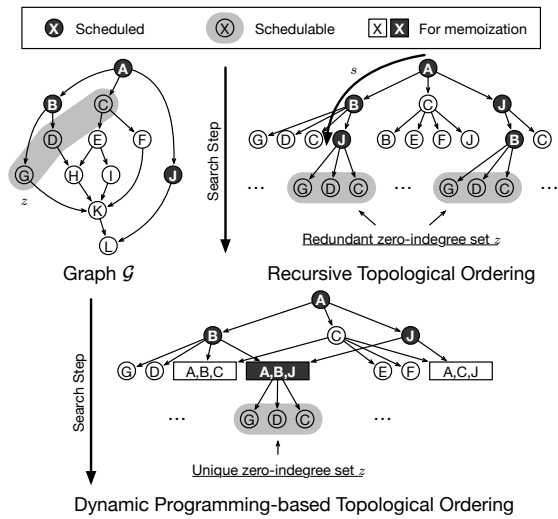 X Scheduled X Schedulable X X For memoization
A
B C
D E F
G H I J
z
K
L
Graph G
Search Step
s
A
B C J
G D C J B E F J B C
... G D C ... G D C ...
Redundant zero-indegree set z
Recursive Topological Ordering
Search Step
A
B C J
G D A,B,C A,B,J E F A,C,J
... G D C ...
Unique zero-indegree set z
Dynamic Programming-based Topological Ordering